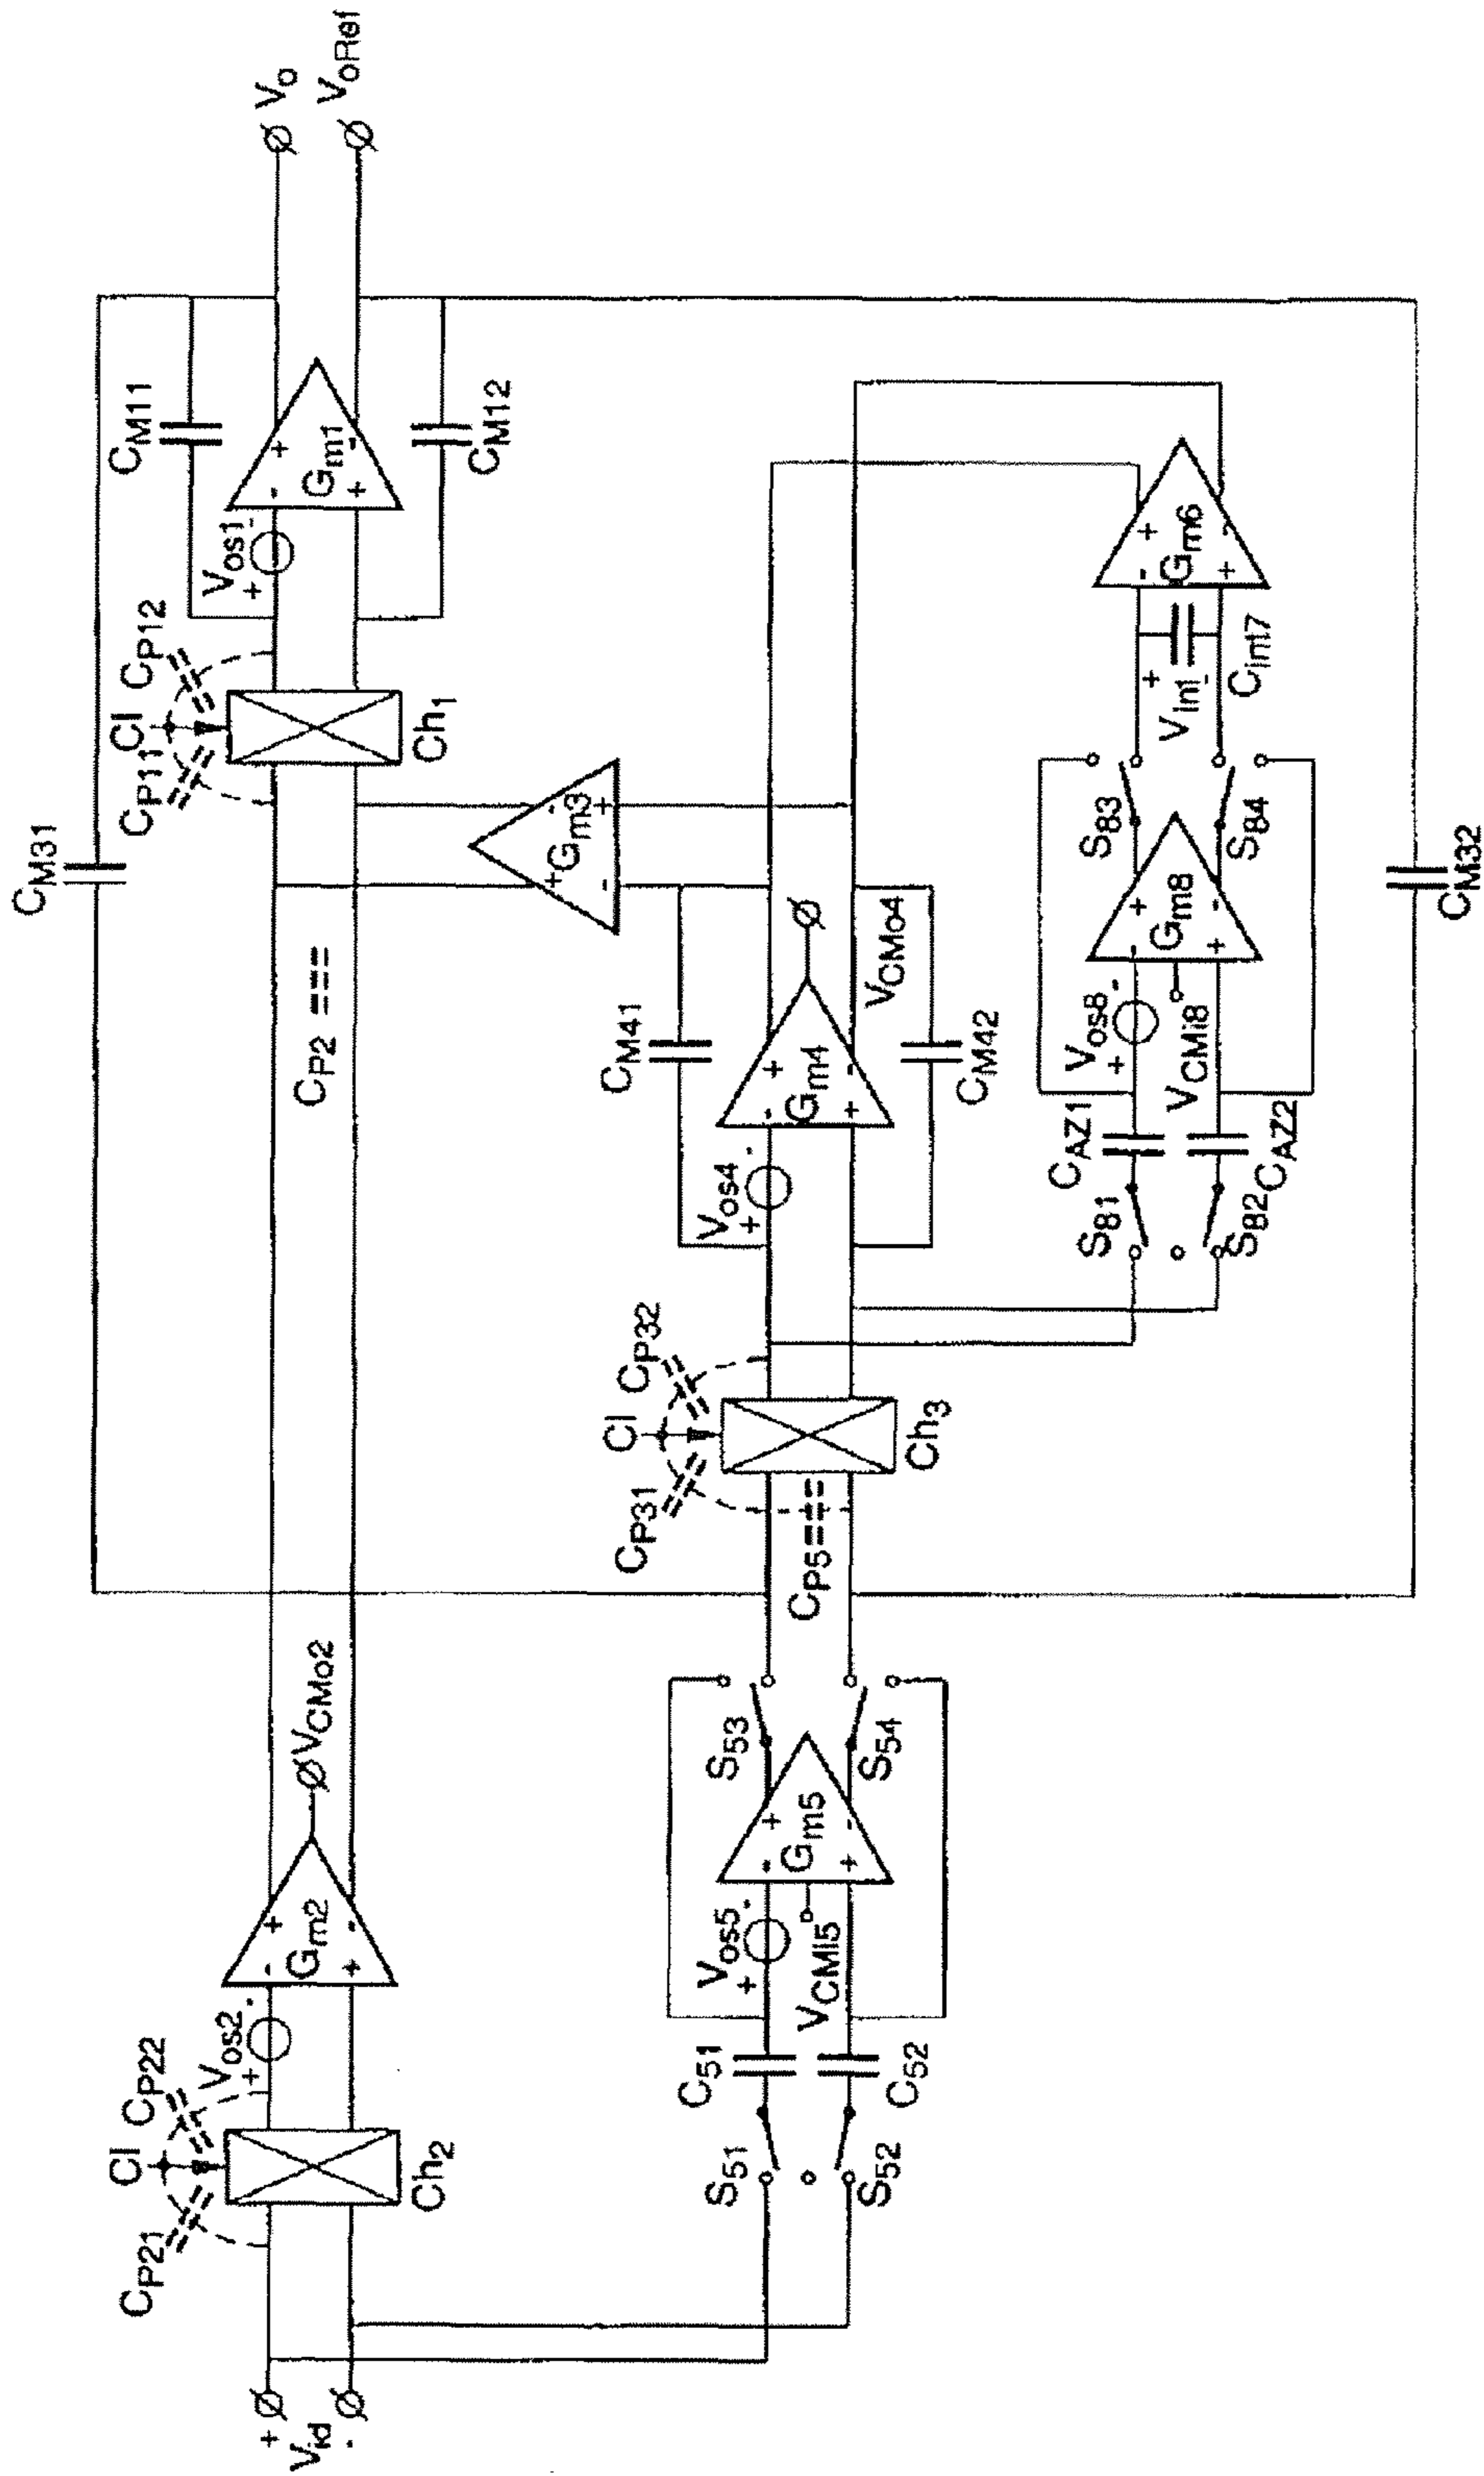 CM31
Cl
CP21
CP22
Ch2
Vos2
+
-
Gm2
-
+
+
-
VCMo2
CP2
Cl
CP11
CP12
Ch1
Vos1
+
-
Gm1
-
+
+
-
CM11
CM12
Vo
VoRef
+
Vid
-
Gm3
+
-
-
+
S51
S52
C51
C52
Vos5
+
-
VCMi5
Gm5
-
+
+
-
S53
S54
CP5
Cl
CP31
CP32
Ch3
Vos4
+
-
Gm4
-
+
+
-
CM41
CM42
VCMo4
S81
S82
CAZ1
CAZ2
Vos8
+
-
VCMi8
Gm8
-
+
+
-
S83
S84
+
Vin1
-
Cint7
Gm6
-
+
+
-
CM32